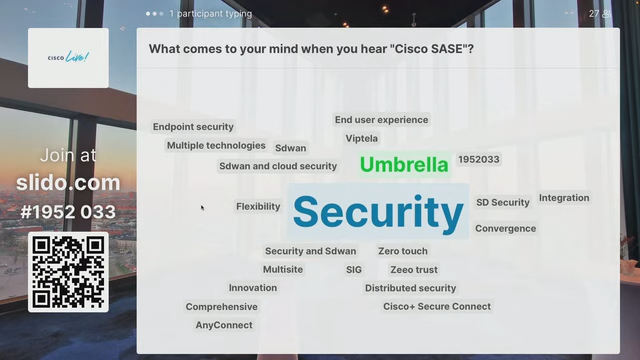 1 participant typing
27
CISCO Live!
What comes to your mind when you hear "Cisco SASE"?
Join at
slido.com
#1952 033
End user experience
Endpoint security
Viptela
Multiple technologies
Sdwan
Umbrella
1952033
Sdwan and cloud security
Security
Integration
SD Security
Flexibility
Convergence
Security and Sdwan
Zero touch
Multisite
SIG
Zeeo trust
Innovation
Distributed security
Comprehensive
Cisco+ Secure Connect
AnyConnect